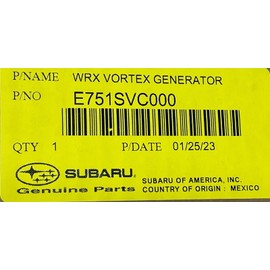 P/NAME WRX VORTEX GENERATOR
P/NO E751SVC000
QTY 1 P/DATE 01/25/23
SUBARU SUBARU OF AMERICA, INC.
Genuine Parts COUNTRY OF ORIGIN : MEXICO